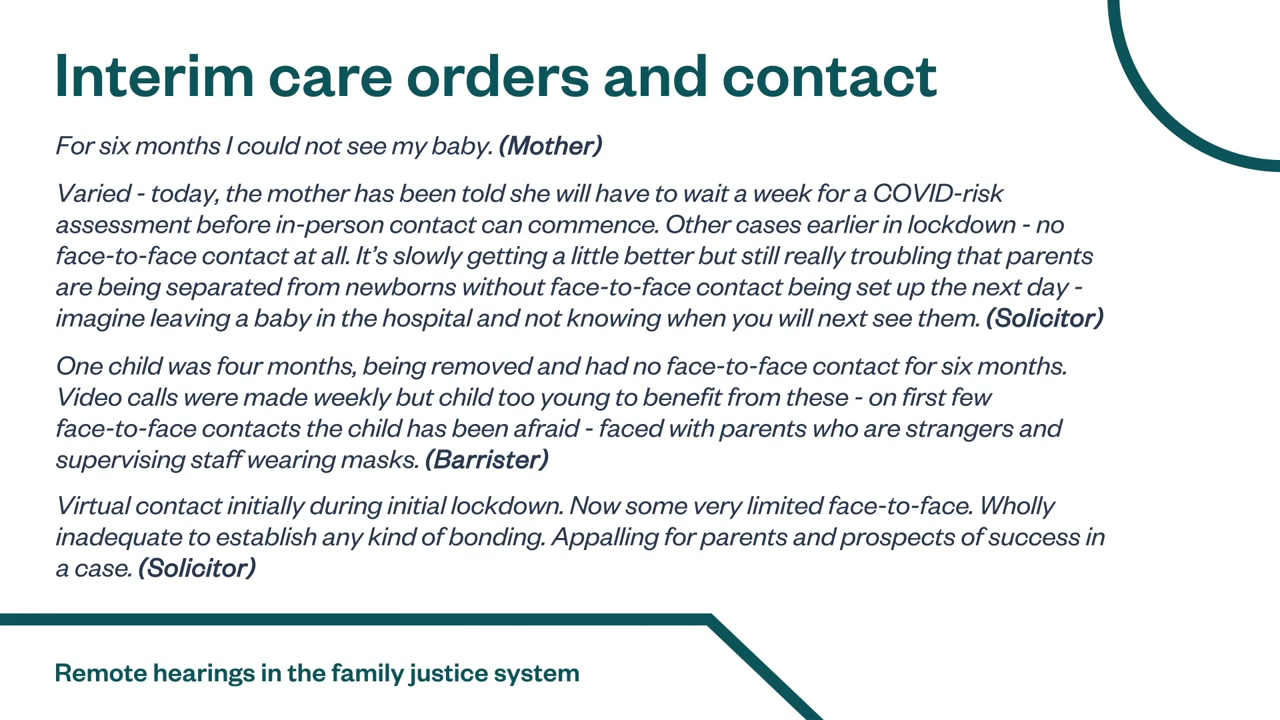 Interim care orders and contact
For six months I could not see my baby. (Mother)
Varied - today, the mother has been told she will have to wait a week for a COVID-risk
assessment before in-person contact can commence. Other cases earlier in lockdown - no
face-to-face contact at all. It’s slowly getting a little better but still really troubling that parents
are being separated from newborns without face-to-face contact being set up the next day -
imagine leaving a baby in the hospital and not knowing when you will next see them. (Solicitor)
One child was four months, being removed and had no face-to-face contact for six months.
Video calls were made weekly but child too young to benefit from these - on first few
face-to-face contacts the child has been afraid - faced with parents who are strangers and
supervising staff wearing masks. (Barrister)
Virtual contact initially during initial lockdown. Now some very limited face-to-face. Wholly
inadequate to establish any kind of bonding. Appalling for parents and prospects of success in
a case. (Solicitor)
Remote hearings in the family justice system